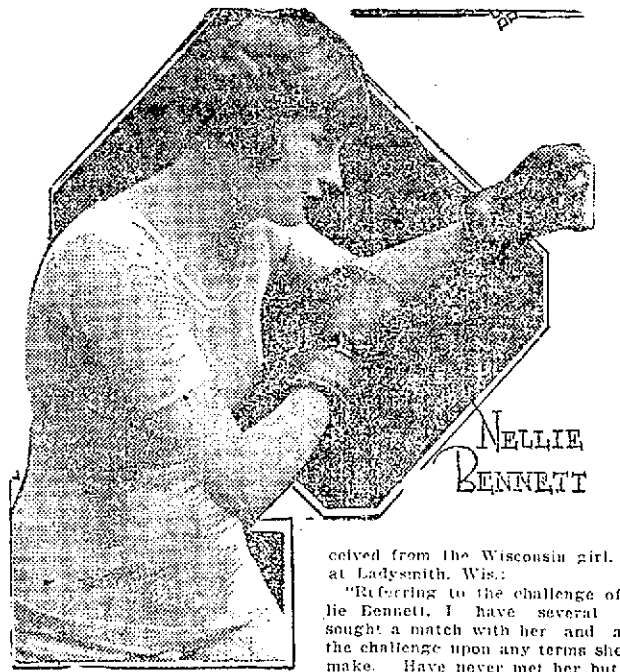 NELLIE
BENNETT
ceived from the Wisconsin girl.
at Ladysmith, Wis.:
"Referring to the challenge of
lie Bennett, I have several
sought a match with her and a
the challenge upon any terms she
make. Have never met her but